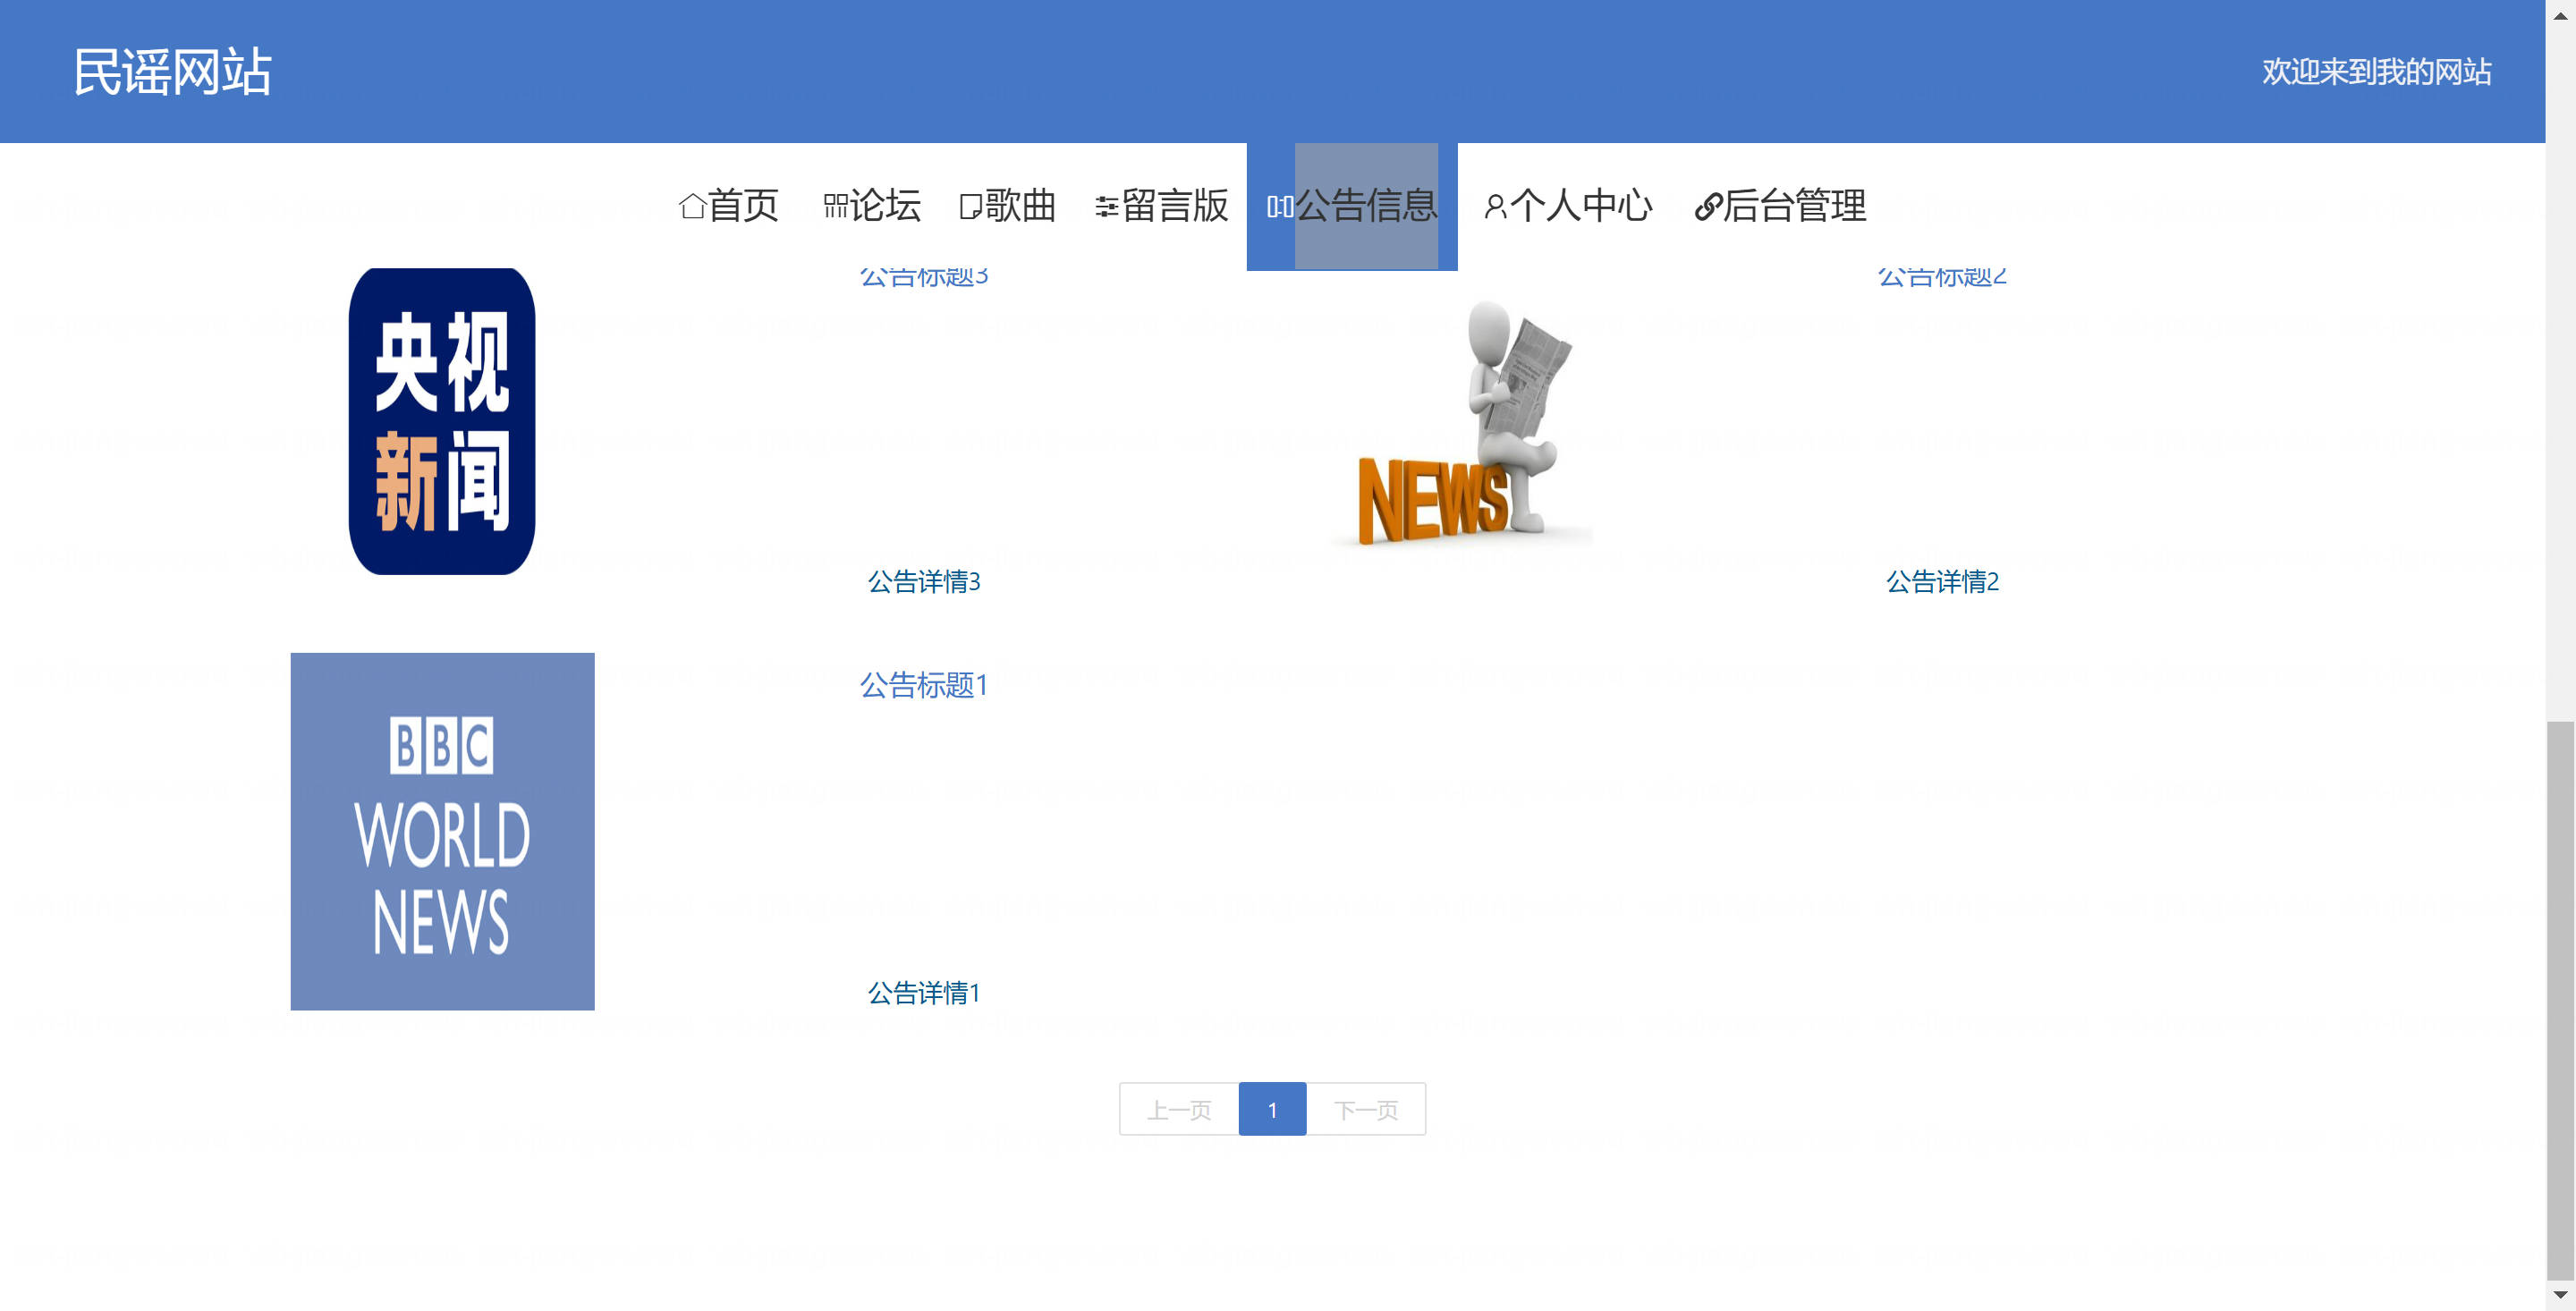 民谣网站
欢迎来到我的网站
首页 论坛 歌曲 留言版 公告信息 个人中心 后台管理
央视
新闻
公告标题3
公告详情3
NEWS
公告标题2
公告详情2
BBC
WORLD
NEWS
公告标题1
公告详情1
上一页 1 下一页